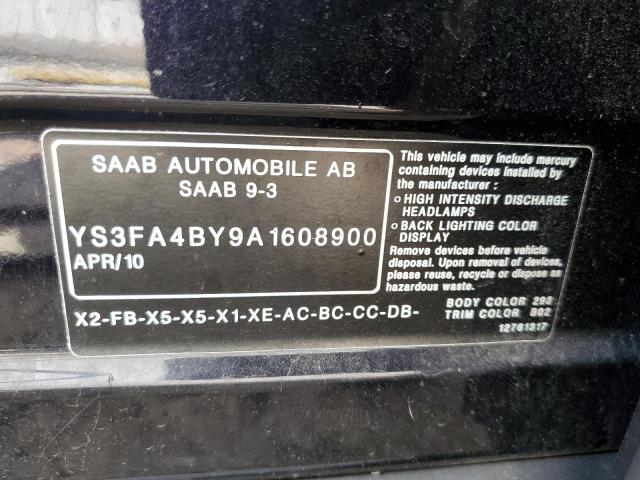 SAAB AUTOMOBILE AB
SAAB 9-3
YS3FA4BY9A1608900
APR/10
X2-FB-X5-X5-X1-XE-AC-BC-CC-DB-
This vehicle may include mercury
containing devices installed by
the manufacturer :
o HIGH INTENSITY DISCHARGE
HEADLAMPS
o BACK LIGHTING COLOR
DISPLAY
Remove devices before vehicle
disposal. Upon removal of devices,
please reuse, recycle or dispose as
hazardous waste.
BODY COLOR 298
TRIM COLOR B02
12761317